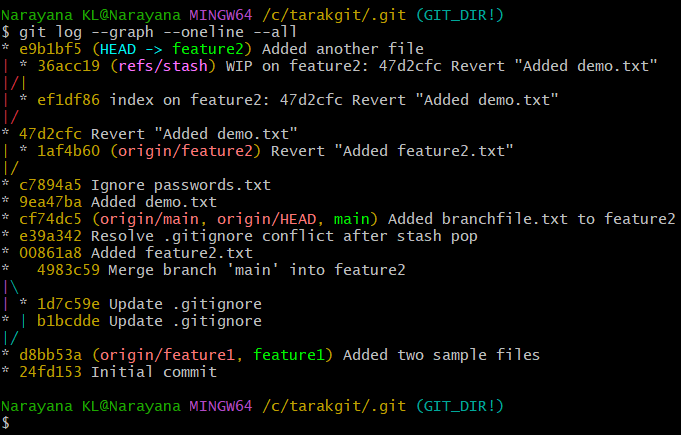 Narayana KL@Narayana MINGW64 /c/tarakgit/.git (GIT_DIR!)
$ git log --graph --oneline --all
* e9b1bf5 (HEAD -> feature2) Added another file
| * 36acc19 (refs/stash) WIP on feature2: 47d2cfc Revert "Added demo.txt"
|/|
| * ef1df86 index on feature2: 47d2cfc Revert "Added demo.txt"
|/
* 47d2cfc Revert "Added demo.txt"
| * 1af4b60 (origin/feature2) Revert "Added feature2.txt"
|/
* c7894a5 Ignore passwords.txt
* 9ea47ba Added demo.txt
* cf74dc5 (origin/main, origin/HEAD, main) Added branchfile.txt to feature2
* e39a342 Resolve .gitignore conflict after stash pop
* 00861a8 Added feature2.txt
*   4983c59 Merge branch 'main' into feature2
|\
| * 1d7c59e Update .gitignore
* | b1bcdde Update .gitignore
|/
* d8bb53a (origin/feature1, feature1) Added two sample files
* 24fd153 Initial commit
Narayana KL@Narayana MINGW64 /c/tarakgit/.git (GIT_DIR!)
$